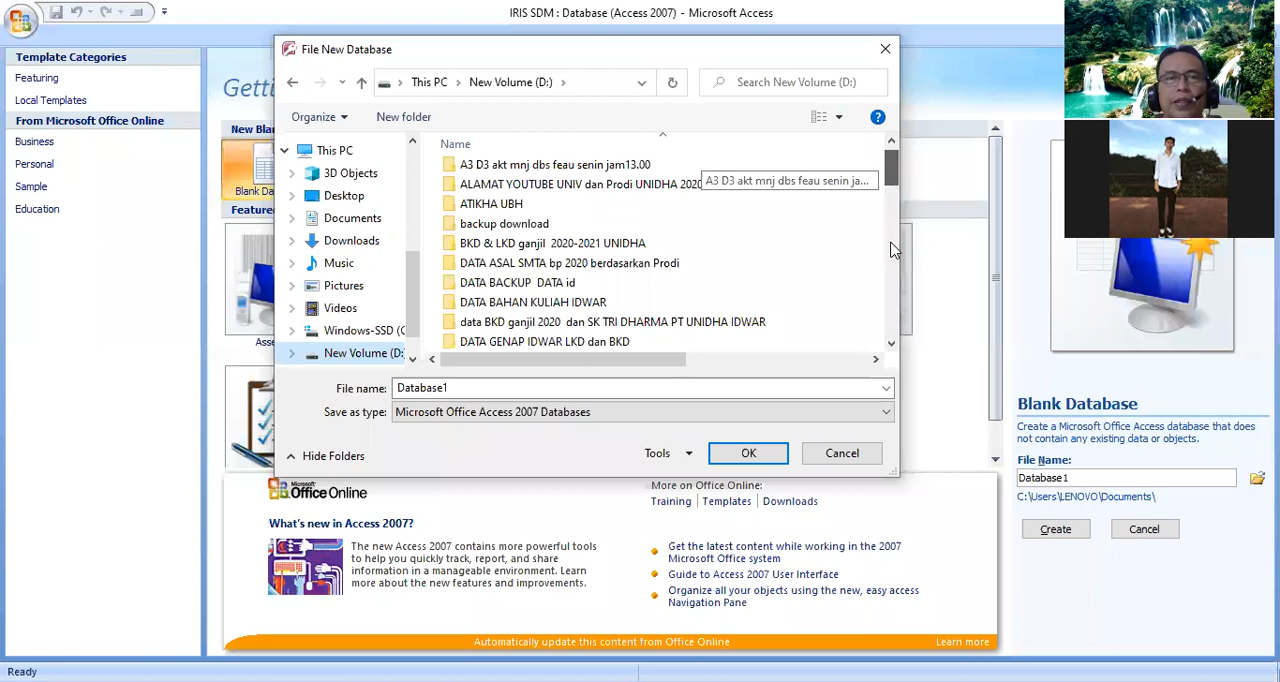 IRIS SDM : Database (Access 2007) - Microsoft Access
Template Categories
Featuring
Local Templates
From Microsoft Office Online
Business
Personal
Sample
Education
New Blan
Blank Da
Featured
File New Database
This PC
New Volume (D:)
Search New Volume (D:)
Organize
New folder
This PC
3D Objects
Desktop
Documents
Downloads
Music
Pictures
Videos
Windows-SSD (C
New Volume (D:
Name
A3 D3 akt mnj dbs feau senin jam13.00
ALAMAT YOUTUBE UNIV dan Prodi UNIDHA 2020
A3 D3 akt mnj dbs feau senin ja...
ATIKHA UBH
backup download
BKD & LKD ganjil 2020-2021 UNIDHA
DATA ASAL SMTA bp 2020 berdasarkan Prodi
DATA BACKUP DATA id
DATA BAHAN KULIAH IDWAR
data BKD ganjil 2020 dan SK TRI DHARMA PT UNIDHA IDWAR
DATA GENAP IDWAR LKD dan BKD
File name:
Database1
Save as type:
Microsoft Office Access 2007 Databases
Hide Folders
Tools
OK
Cancel
Microsoft
Office Online
What's new in Access 2007?
The new Access 2007 contains more powerful tools
to help you quickly track, report, and share
information in a manageable environment. Learn
more about the new features and improvements.
More on Office Online:
Training | Templates | Downloads
Get the latest content while working in the 2007
Microsoft Office system
Guide to Access 2007 User Interface
Organize all your objects using the new, easy access
Navigation Pane
Automatically update this content from Office Online
Learn more
Blank Database
Create a Microsoft Office Access database that does
not contain any existing data or objects.
File Name:
Database1
C:\Users\LENOVO\Documents\
Create
Cancel
Ready